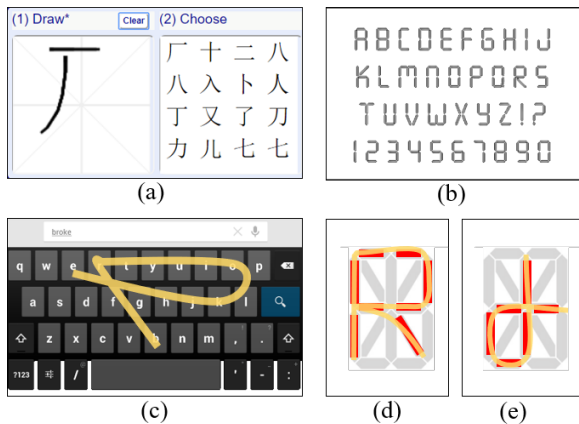 (1) Draw* Clear (2) Choose
厂 十 二 八
八 入 卜 人
丁 又 了 刀
力 儿 七 七
(a)
ABCDEFGHIJ
KLMNOPQRS
TUVWXYZ!?
1234567890
(b)
broke
q w e t y u i o p
a s d f g h j k l
z x c v b n m , .
?123 / ' - :
(c)
(d)
(e)